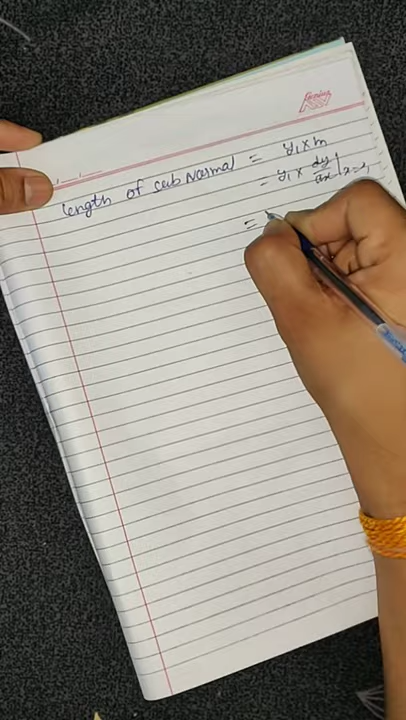 length of sub Normal = y₁ × m
= y₁ × dy/dx|x=x₁
=